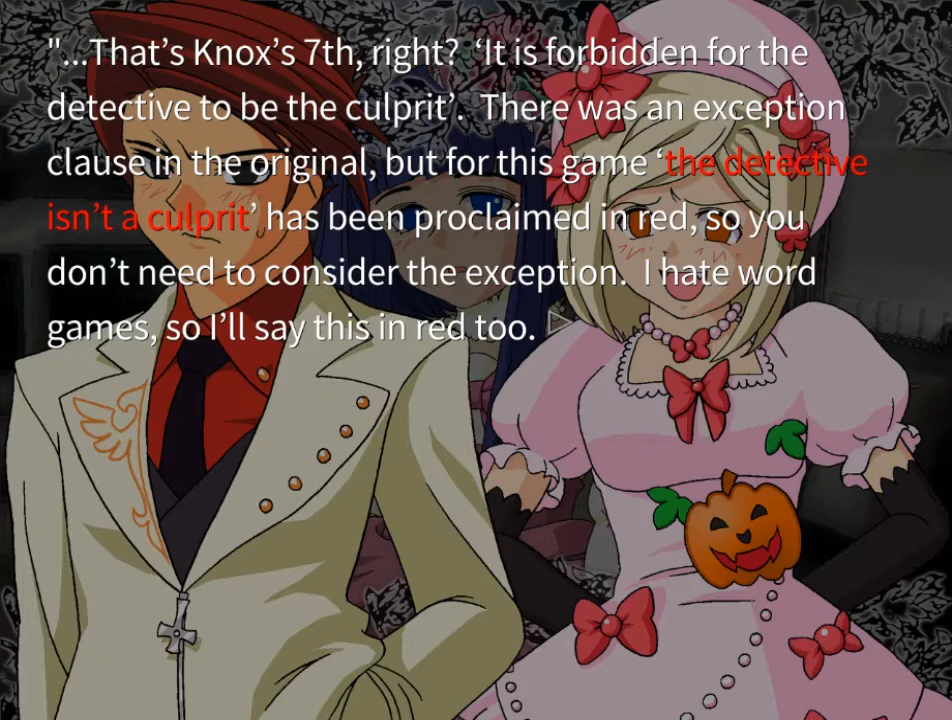 "...That’s Knox’s 7th, right?  ‘It is forbidden for the
detective to be the culprit’.  There was an exception
clause in the original, but for this game ‘the detective
isn’t a culprit’ has been proclaimed in red, so you
don’t need to consider the exception.  I hate word
games, so I’ll say this in red too.